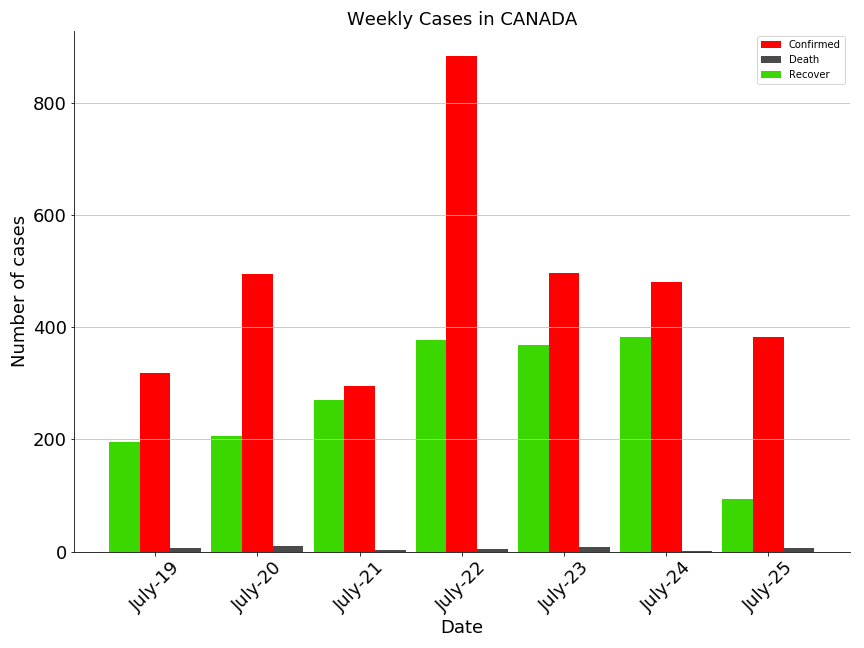 Weekly Cases in CANADA
Confirmed
Death
Recover
Number of cases
800
600
400
200
0
July-19
July-20
July-21
July-22
July-23
July-24
July-25
Date